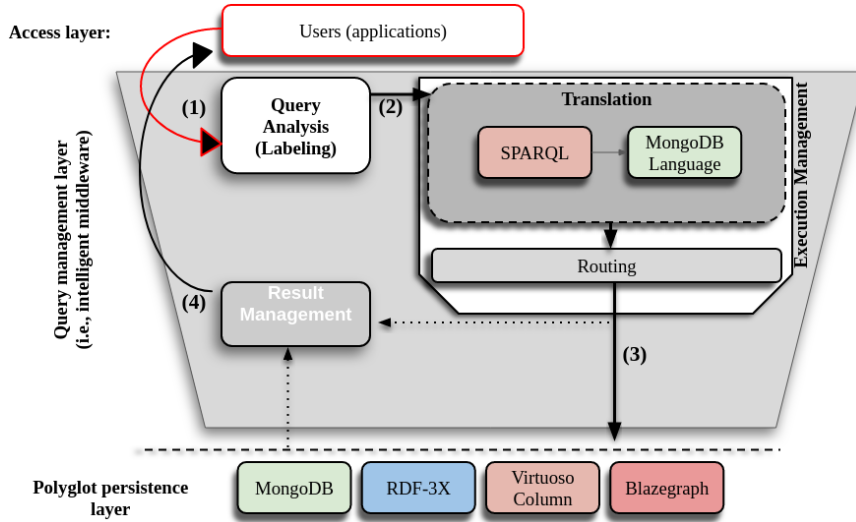 Access layer:
Users (applications)
(1)
Query
Analysis
(Labeling)
(2)
Translation
SPARQL
MongoDB
Language
Execution Management
Routing
Query management layer
(i.e., intelligent middleware)
(4)
Result
Management
(3)
Polyglot persistence
layer
MongoDB
RDF-3X
Virtuoso
Column
Blazegraph